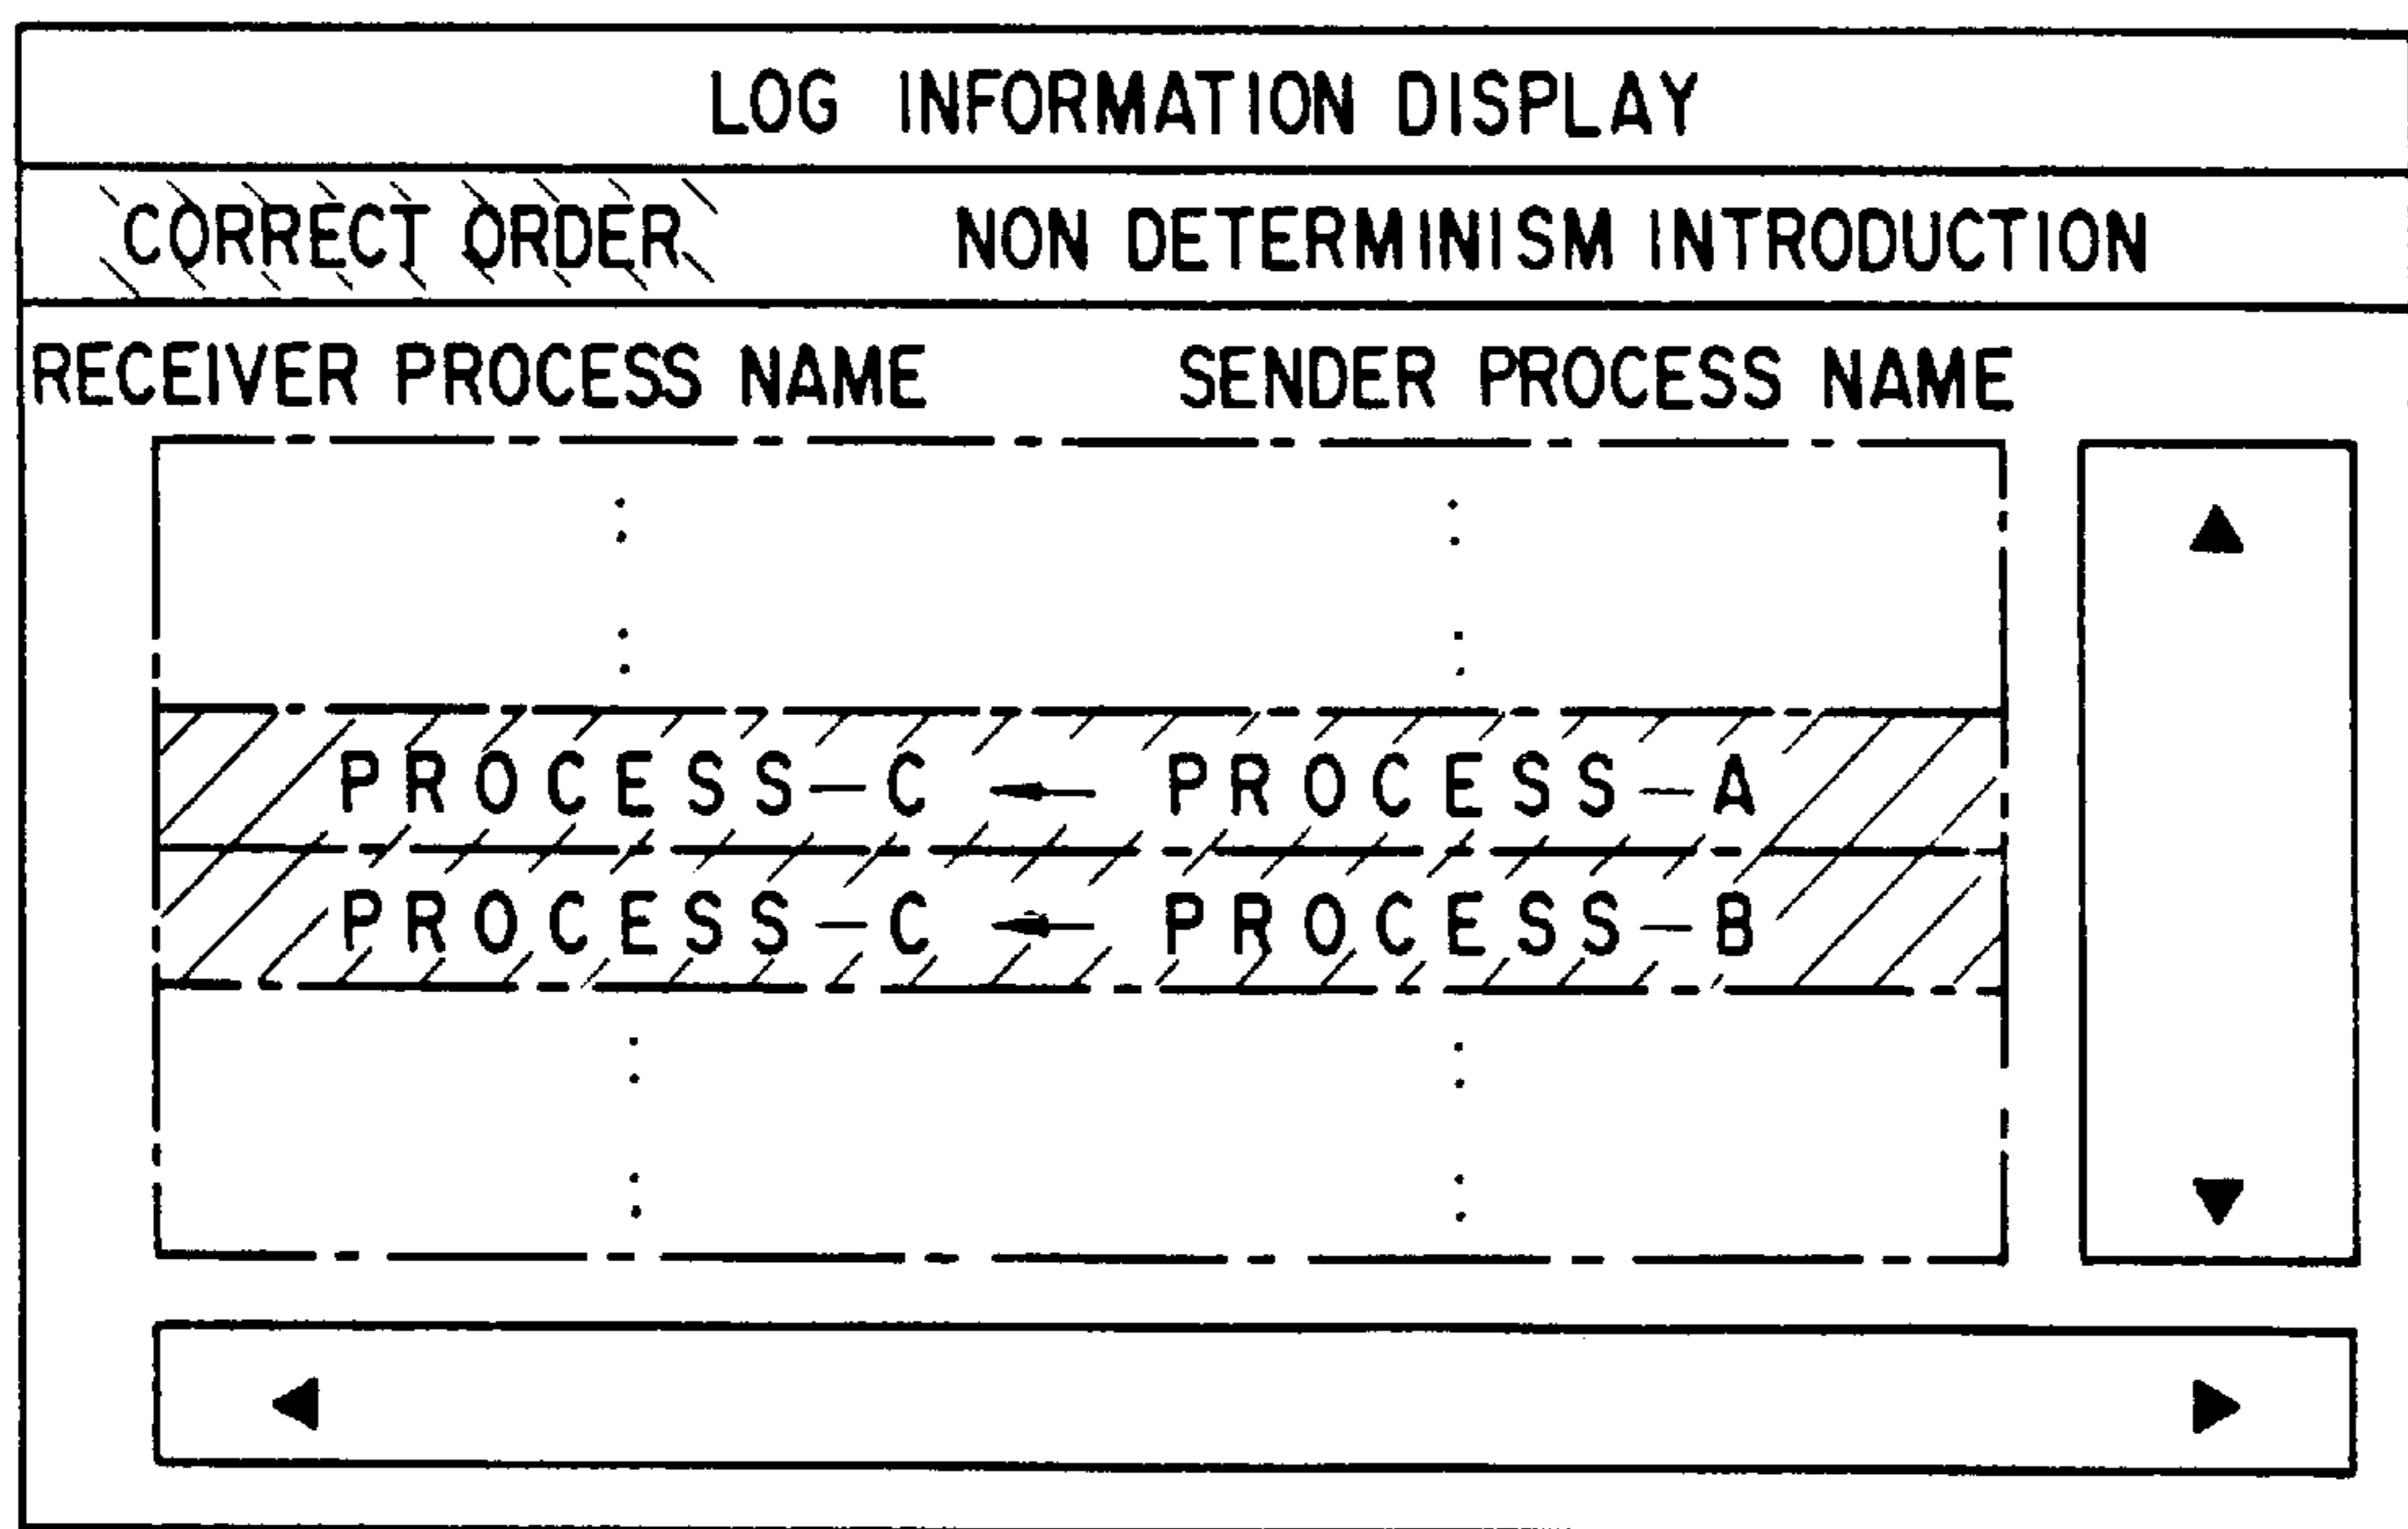 LOG INFORMATION DISPLAY
CORRECT ORDER NON DETERMINISM INTRODUCTION
RECEIVER PROCESS NAME SENDER PROCESS NAME
PROCESS-C ← PROCESS-A
PROCESS-C ← PROCESS-B